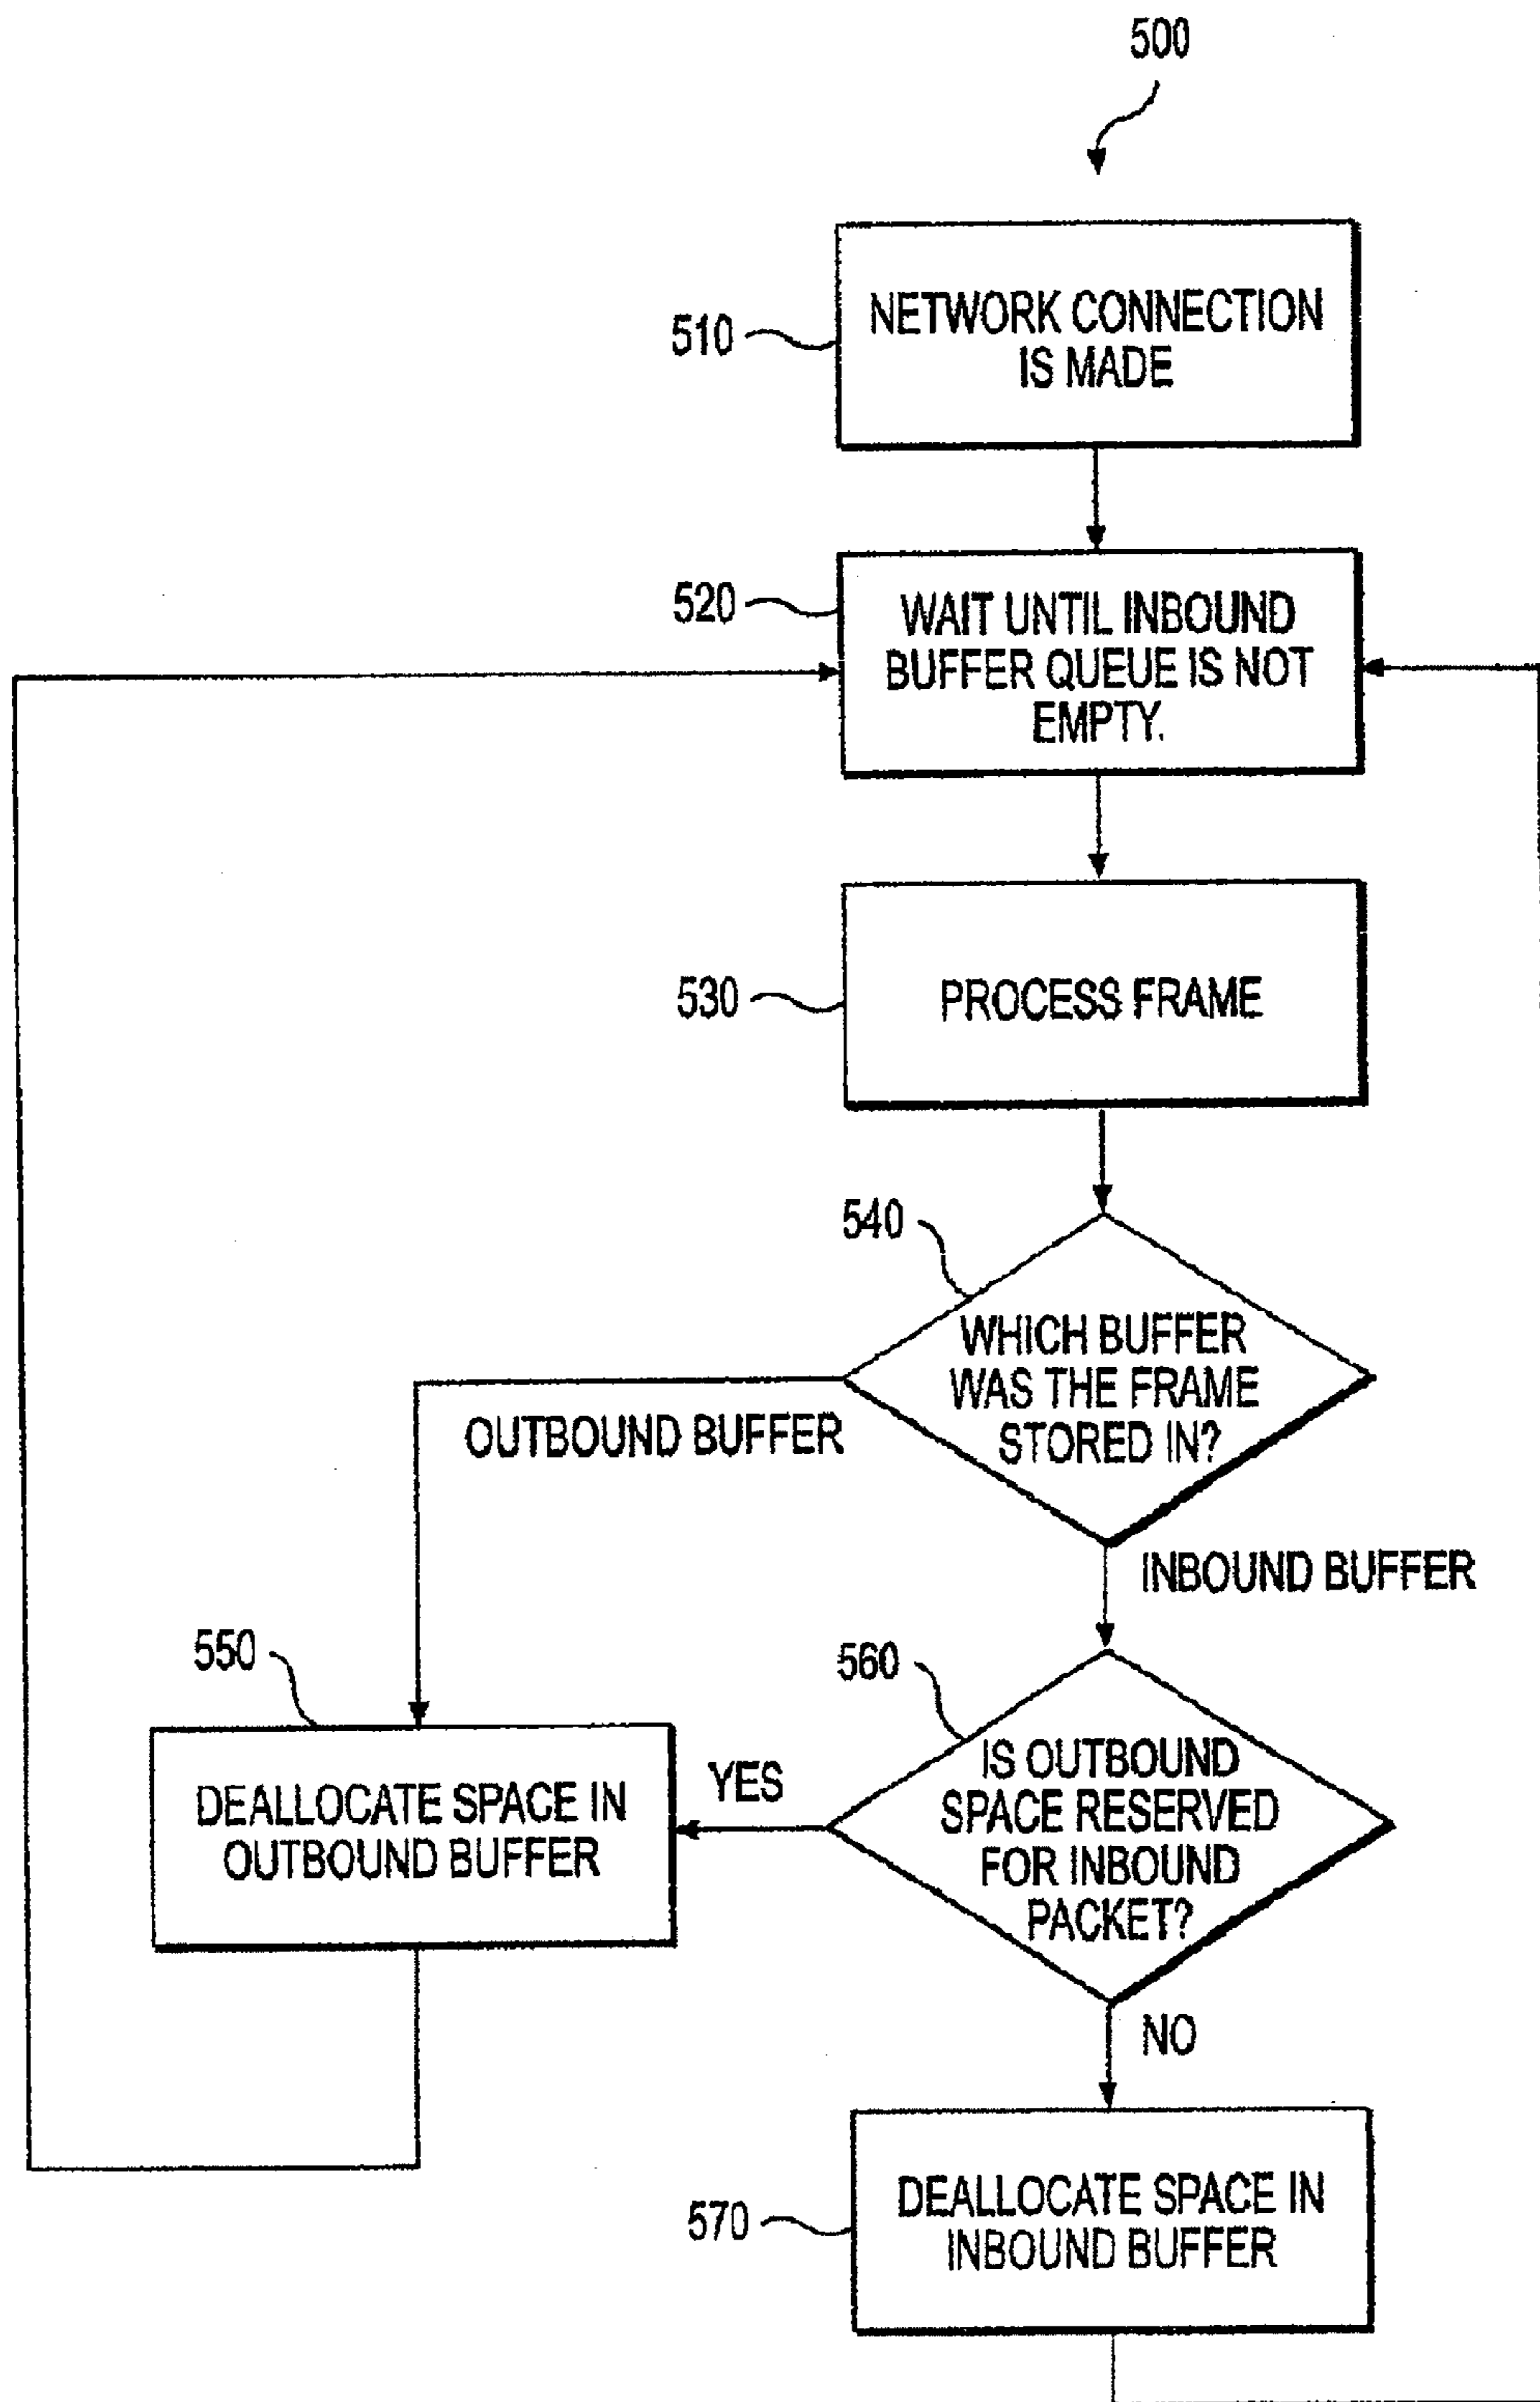 500
510
NETWORK CONNECTION
IS MADE
520
WAIT UNTIL INBOUND
BUFFER QUEUE IS NOT
EMPTY.
530
PROCESS FRAME
540
WHICH BUFFER
WAS THE FRAME
STORED IN?
OUTBOUND BUFFER
INBOUND BUFFER
550
DEALLOCATE SPACE IN
OUTBOUND BUFFER
YES
560
IS OUTBOUND
SPACE RESERVED
FOR INBOUND
PACKET?
NO
570
DEALLOCATE SPACE IN
INBOUND BUFFER